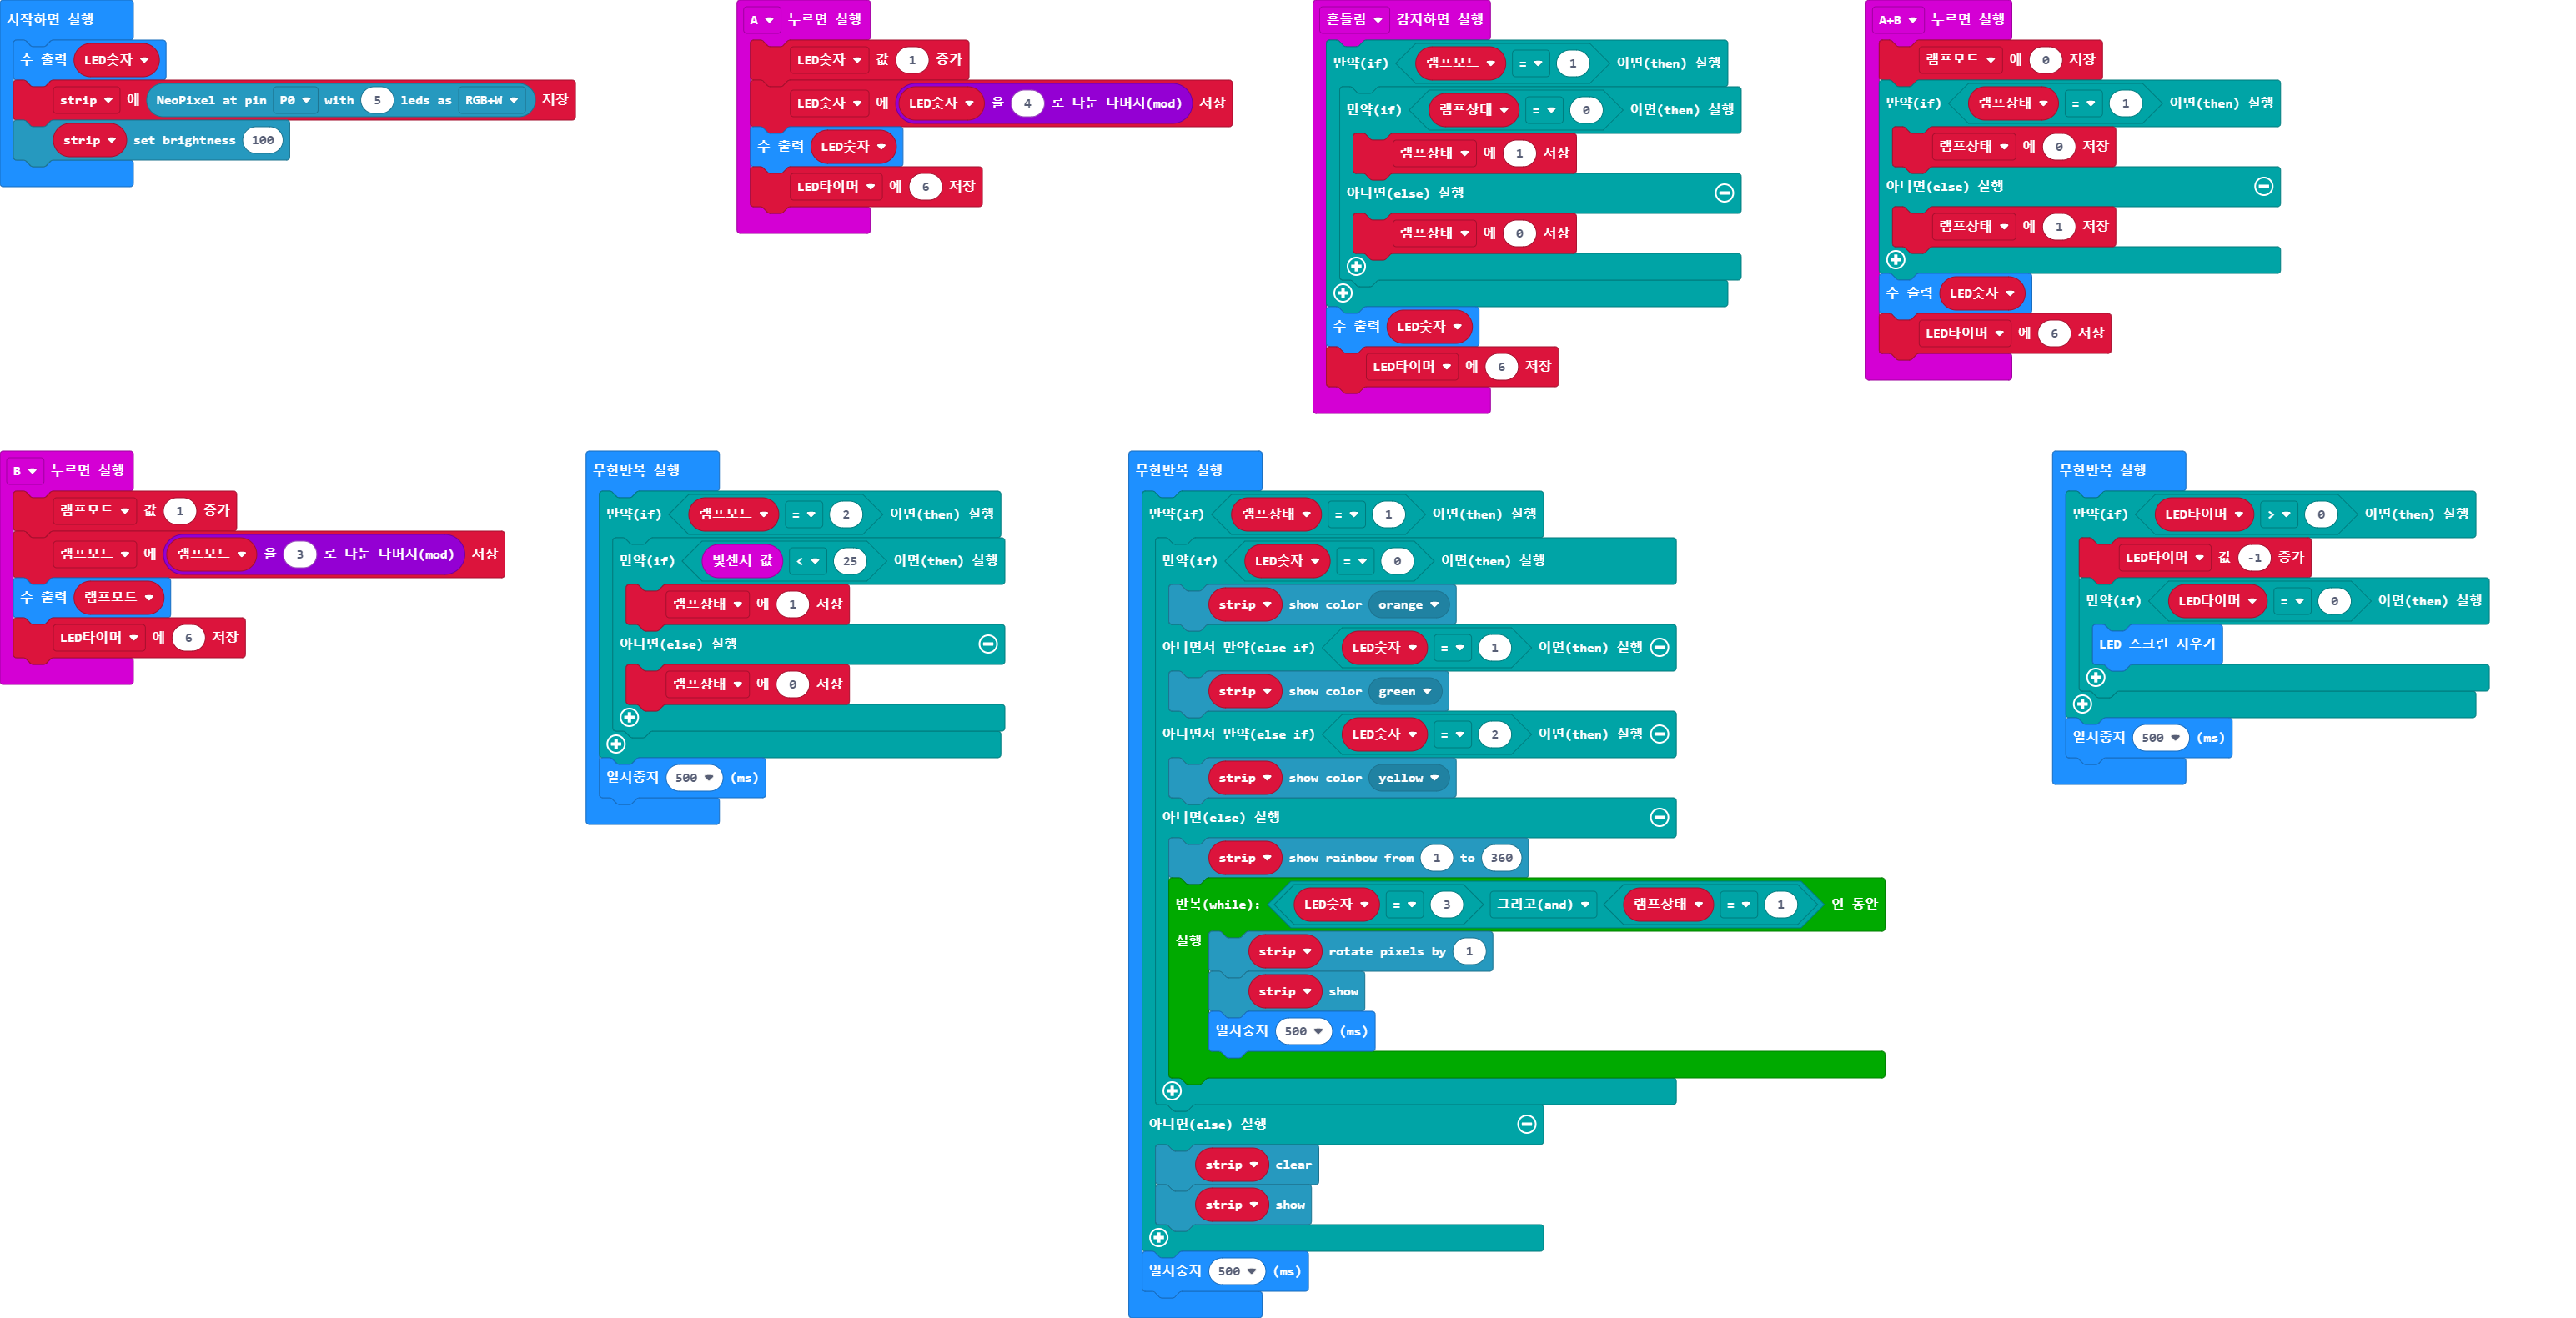 시작하면 실행
수 출력 LED숫자
strip 에 NeoPixel at pin P0 with 5 leds as RGB+W 저장
strip set brightness 100
A 누르면 실행
LED숫자 값 1 증가
LED숫자 에 LED숫자 을 4 로 나눈 나머지(mod) 저장
수 출력 LED숫자
LED타이머 에 6 저장
흔들림 감지하면 실행
만약(if) 램프모드 = 1 이면(then) 실행
만약(if) 램프상태 = 0 이면(then) 실행
램프상태 에 1 저장
아니면(else) 실행
램프상태 에 0 저장
수 출력 LED숫자
LED타이머 에 6 저장
A+B 누르면 실행
램프모드 에 0 저장
만약(if) 램프상태 = 1 이면(then) 실행
램프상태 에 0 저장
아니면(else) 실행
램프상태 에 1 저장
수 출력 LED숫자
LED타이머 에 6 저장
B 누르면 실행
램프모드 값 1 증가
램프모드 에 램프모드 을 3 로 나눈 나머지(mod) 저장
수 출력 램프모드
LED타이머 에 6 저장
무한반복 실행
만약(if) 램프모드 = 2 이면(then) 실행
만약(if) 빛센서 값 < 25 이면(then) 실행
램프상태 에 1 저장
아니면(else) 실행
램프상태 에 0 저장
일시중지 500 (ms)
무한반복 실행
만약(if) 램프상태 = 1 이면(then) 실행
만약(if) LED숫자 = 0 이면(then) 실행
strip show color orange
아니면서 만약(else if) LED숫자 = 1 이면(then) 실행
strip show color green
아니면서 만약(else if) LED숫자 = 2 이면(then) 실행
strip show color yellow
아니면(else) 실행
strip show rainbow from 1 to 360
반복(while): LED숫자 = 3 그리고(and) 램프상태 = 1 인 동안
실행
strip rotate pixels by 1
strip show
일시중지 500 (ms)
아니면(else) 실행
strip clear
strip show
일시중지 500 (ms)
무한반복 실행
만약(if) LED타이머 > 0 이면(then) 실행
LED타이머 값 -1 증가
만약(if) LED타이머 = 0 이면(then) 실행
LED 스크린 지우기
일시중지 500 (ms)